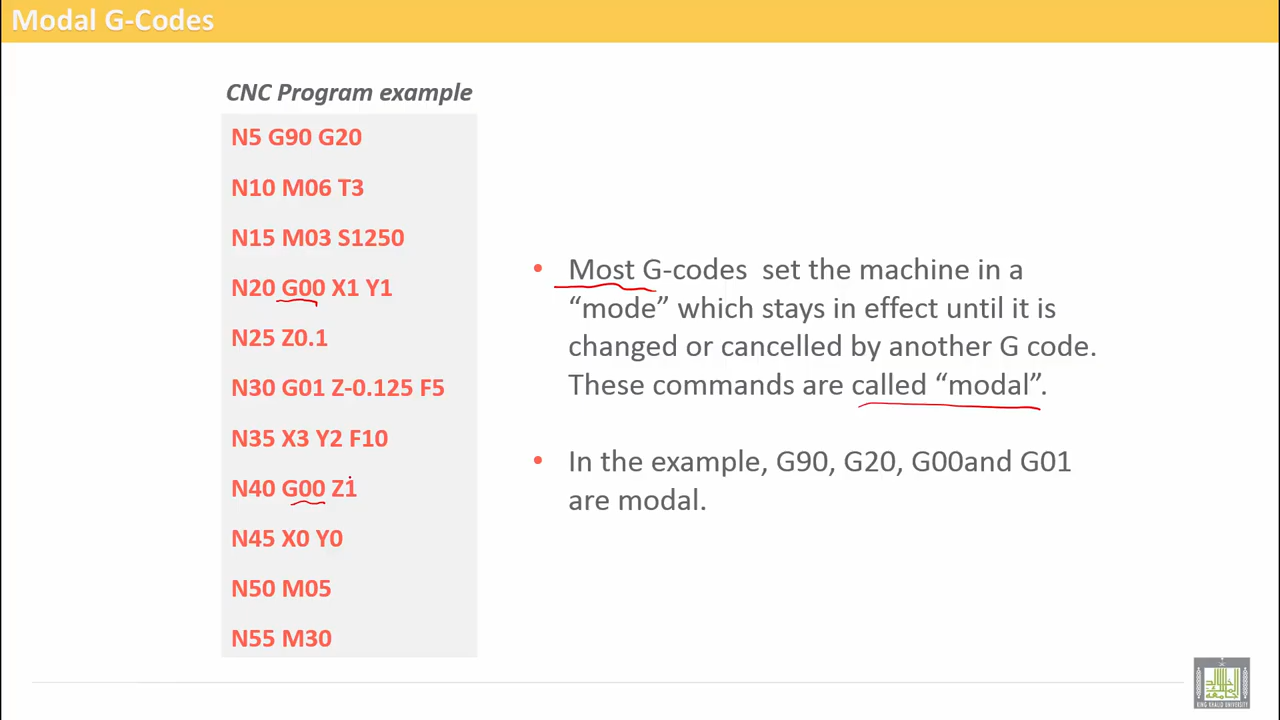 Modal G-Codes
CNC Program example
N5 G90 G20
N10 M06 T3
N15 M03 S1250
N20 G00 X1 Y1
N25 Z0.1
N30 G01 Z-0.125 F5
N35 X3 Y2 F10
N40 G00 Z1
N45 X0 Y0
N50 M05
N55 M30
• Most G-codes set the machine in a
“mode” which stays in effect until it is
changed or cancelled by another G code.
These commands are called “modal”.
• In the example, G90, G20, G00and G01
are modal.
KING KHALID UNIVERSITY